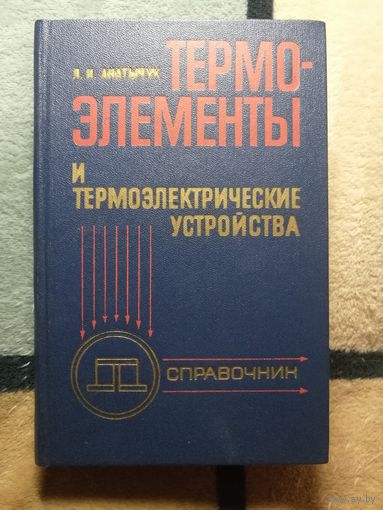 Л. И. АНАТЫЧУК
ТЕРМО-
ЭЛЕМЕНТЫ
И
ТЕРМОЭЛЕКТРИЧЕСКИЕ
УСТРОЙСТВА
СПРАВОЧНИК